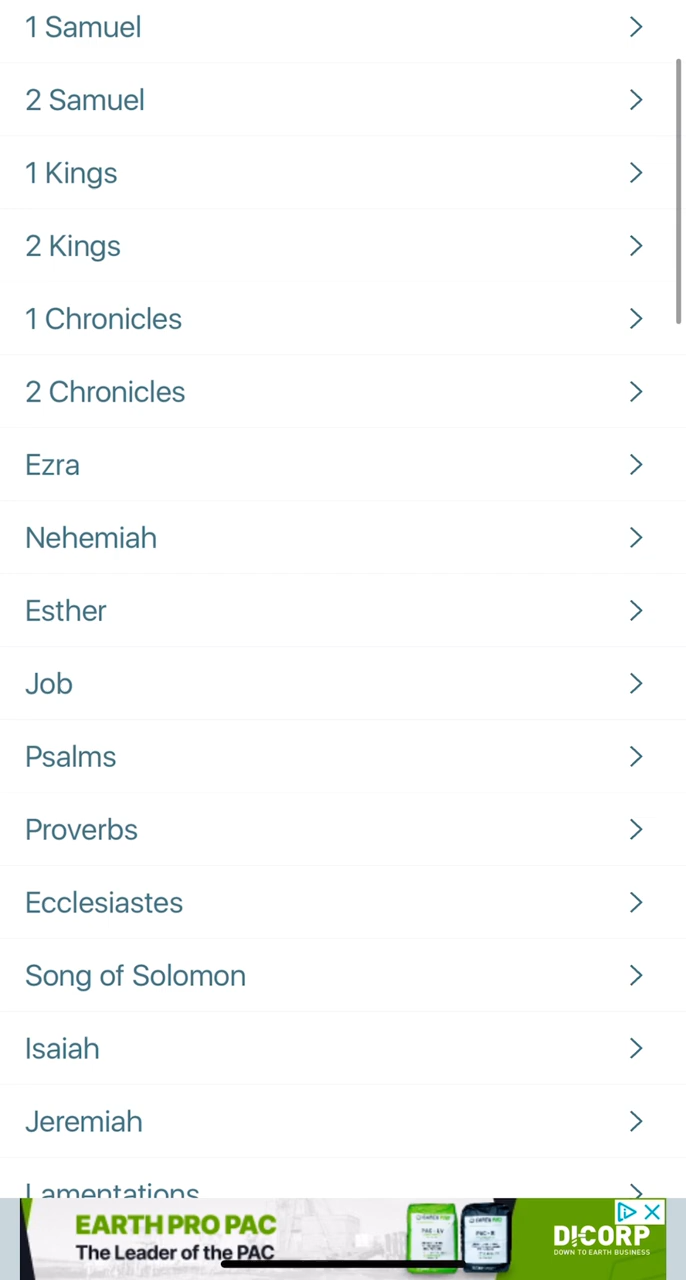 1 Samuel
2 Samuel
1 Kings
2 Kings
1 Chronicles
2 Chronicles
Ezra
Nehemiah
Esther
Job
Psalms
Proverbs
Ecclesiastes
Song of Solomon
Isaiah
Jeremiah
Lamentations
EARTH PRO PAC
The Leader of the PAC
DICORP
DOWN TO EARTH BUSINESS